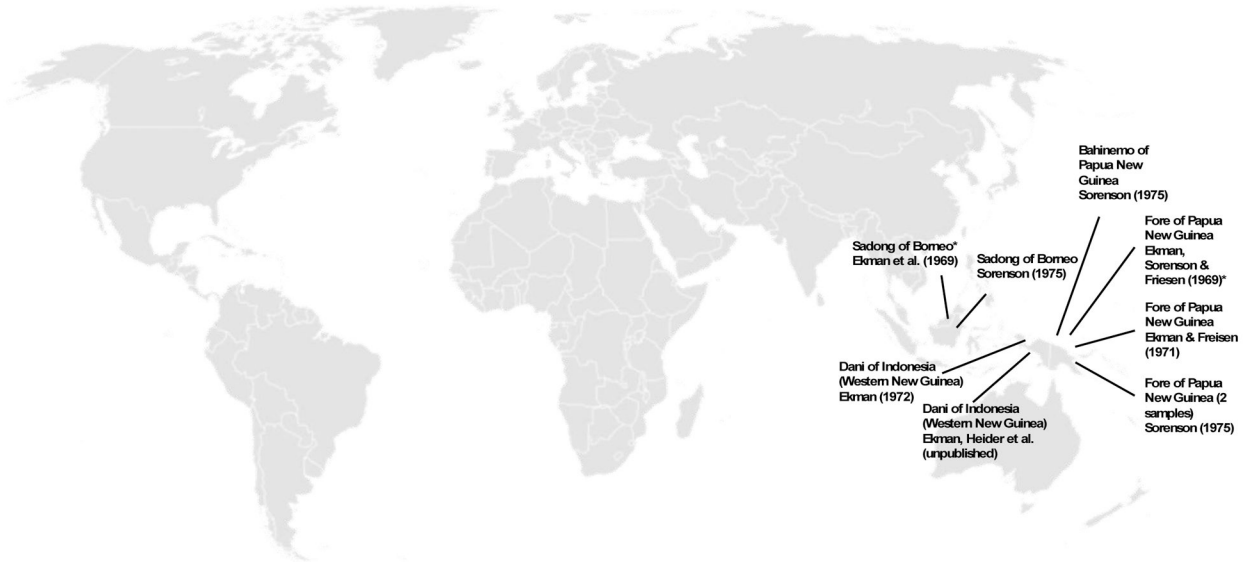 Bahinemo of
Papua New
Guinea
Sorenson (1975)
Fore of Papua
New Guinea
Ekman,
Sorenson &
Friesen (1969)*
Sadong of Borneo*
Ekman et al. (1969)
Sadong of Borneo
Sorenson (1975)
Fore of Papua
New Guinea
Ekman & Freisen
(1971)
Dani of Indonesia
(Western New Guinea)
Ekman (1972)
Dani of Indonesia
(Western New Guinea)
Ekman, Heider et al.
(unpublished)
Fore of Papua
New Guinea (2
samples)
Sorenson (1975)